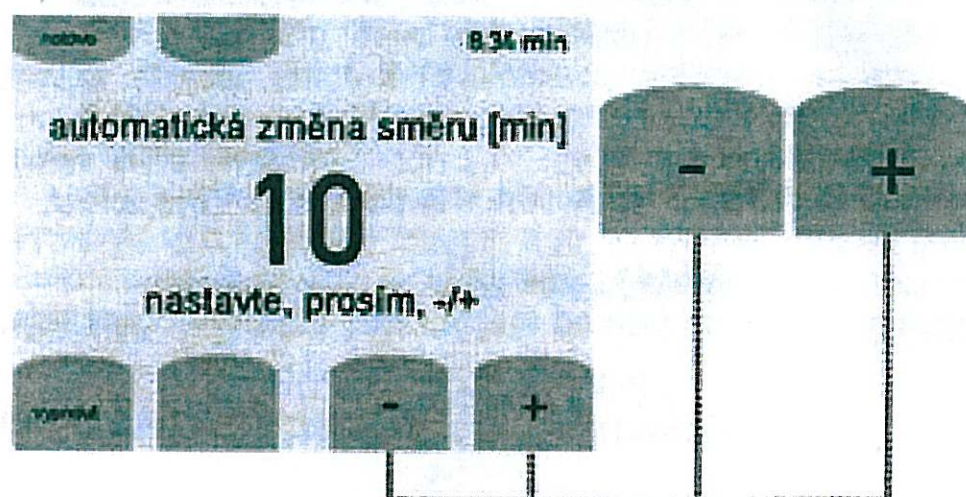 hotovo
8:34 min
automatická změna směru [min]
10
nastavte, prosím, -/+
- +
vypnout
- +